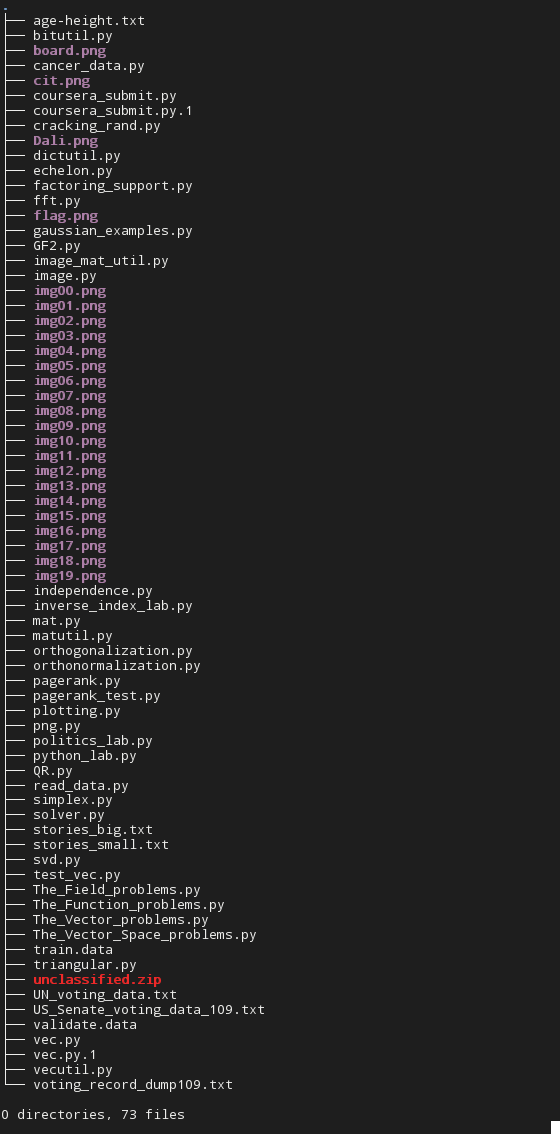 .
├── age-height.txt
├── bitutil.py
├── board.png
├── cancer_data.py
├── cit.png
├── coursera_submit.py
├── coursera_submit.py.1
├── cracking_rand.py
├── Dali.png
├── dictutil.py
├── echelon.py
├── factoring_support.py
├── fft.py
├── flag.png
├── gaussian_examples.py
├── GF2.py
├── image_mat_util.py
├── image.py
├── img00.png
├── img01.png
├── img02.png
├── img03.png
├── img04.png
├── img05.png
├── img06.png
├── img07.png
├── img08.png
├── img09.png
├── img10.png
├── img11.png
├── img12.png
├── img13.png
├── img14.png
├── img15.png
├── img16.png
├── img17.png
├── img18.png
├── img19.png
├── independence.py
├── inverse_index_lab.py
├── mat.py
├── matutil.py
├── orthogonalization.py
├── orthonormalization.py
├── pagerank.py
├── pagerank_test.py
├── plotting.py
├── png.py
├── politics_lab.py
├── python_lab.py
├── QR.py
├── read_data.py
├── simplex.py
├── solver.py
├── stories_big.txt
├── stories_small.txt
├── svd.py
├── test_vec.py
├── The_Field_problems.py
├── The_Function_problems.py
├── The_Vector_problems.py
├── The_Vector_Space_problems.py
├── train.data
├── triangular.py
├── unclassified.zip
├── UN_voting_data.txt
├── US_Senate_voting_data_109.txt
├── validate.data
├── vec.py
├── vec.py.1
├── vecutil.py
└── voting_record_dump109.txt

0 directories, 73 files